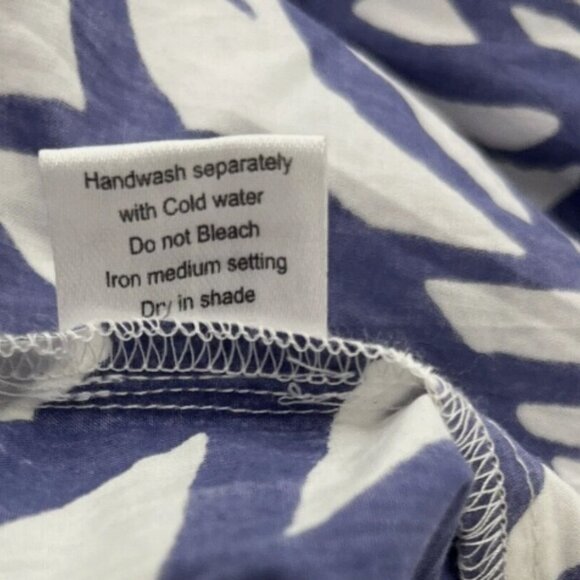 Handwash separately
with Cold water
Do not Bleach
Iron medium setting
Dry in shade